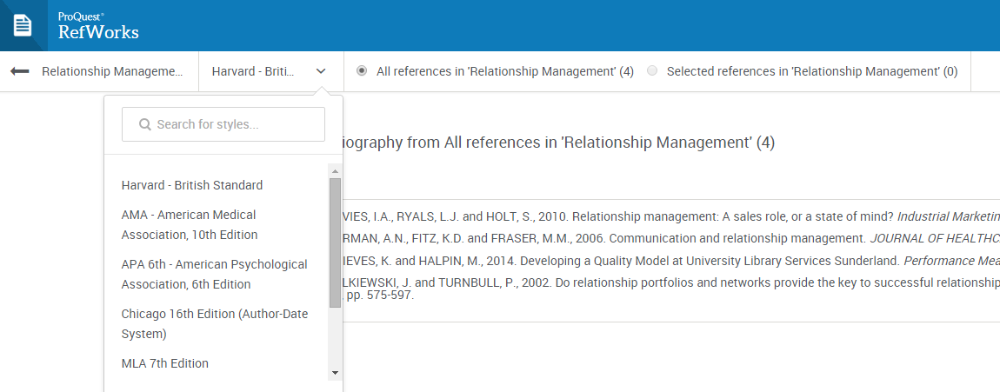 ProQuest®
RefWorks
Relationship Manageme...
Harvard - Briti...
All references in 'Relationship Management' (4)
Selected references in 'Relationship Management' (0)
Search for styles...
iography from All references in 'Relationship Management' (4)
Harvard - British Standard
AMA - American Medical
Association, 10th Edition
APA 6th - American Psychological
Association, 6th Edition
Chicago 16th Edition (Author-Date
System)
MLA 7th Edition
VIES, I.A., RYALS, L.J. and HOLT, S., 2010. Relationship management: A sales role, or a state of mind? Industrial Marketin
RMAN, A.N., FITZ, K.D. and FRASER, M.M., 2006. Communication and relationship management. JOURNAL OF HEALTHC
IEVES, K. and HALPIN, M., 2014. Developing a Quality Model at University Library Services Sunderland. Performance Mea
LKIEWSKI, J. and TURNBULL, P., 2002. Do relationship portfolios and networks provide the key to successful relationship
, pp. 575-597.